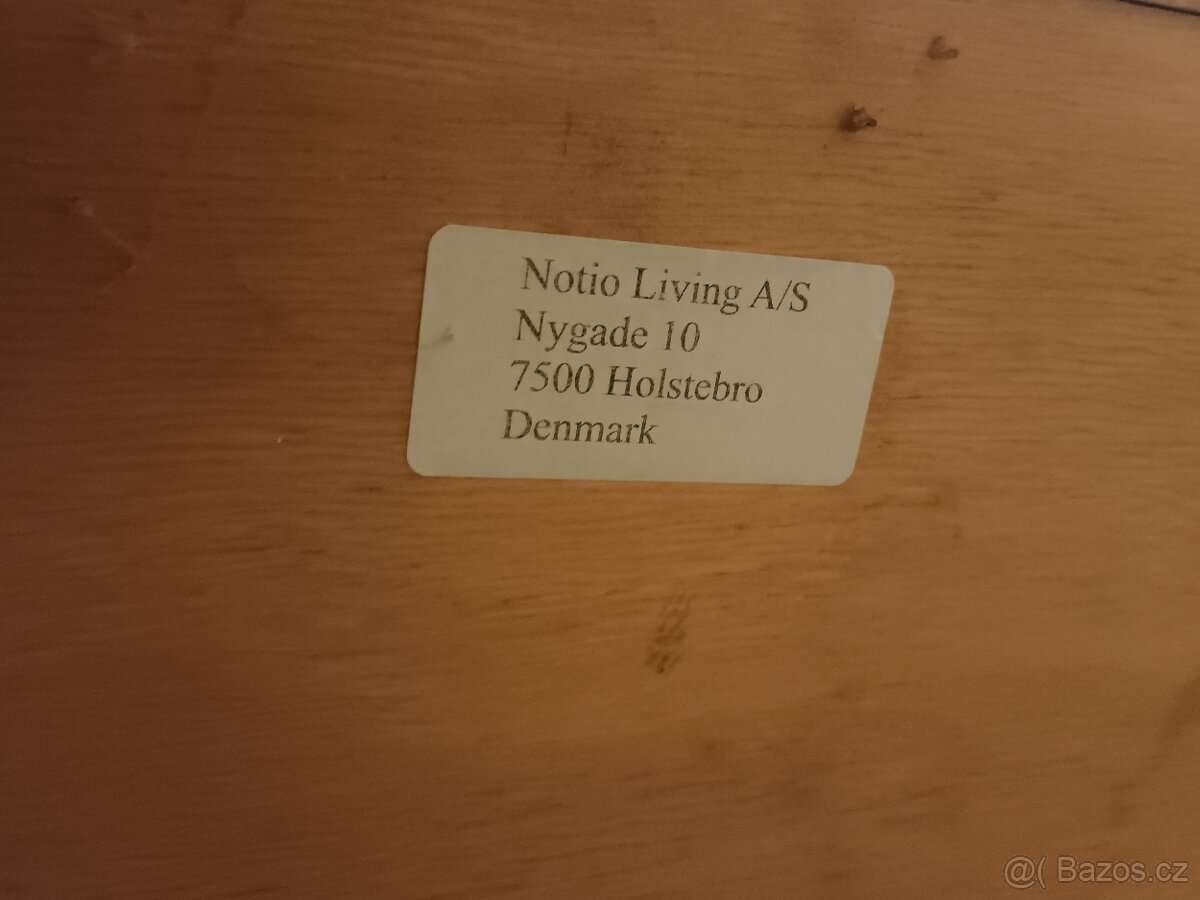 Notio Living A/S
Nygade 10
7500 Holstebro
Denmark
@( Bazos.cz